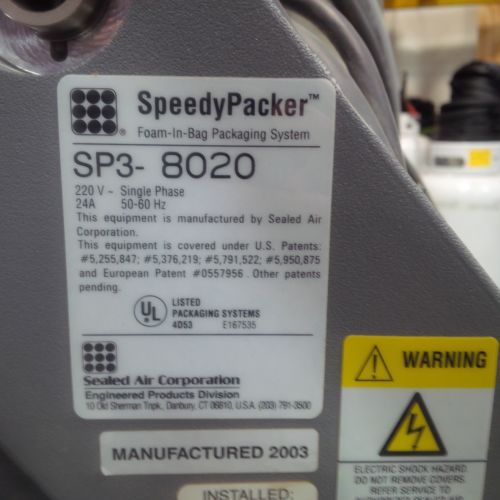 SpeedyPacker™
Foam-In-Bag Packaging System
SP3- 8020
220 V ~ Single Phase
24A 50-60 Hz
This equipment is manufactured by Sealed Air
Corporation.
This equipment is covered under U.S. Patents:
#5,255,847; #5,376,219; #5,791,522; #5,950,875
and European Patent #0557956. Other patents
pending.
UL
LISTED
PACKAGING SYSTEMS
4D53 E167535
Sealed Air Corporation
Engineered Products Division
10 Old Sherman Tnpk., Danbury, CT 06810, U.S.A. (203) 791-3500
MANUFACTURED 2003
INSTALLED:
WARNING
ELECTRIC SHOCK HAZARD.
DO NOT REMOVE COVERS.
REFER SERVICE TO